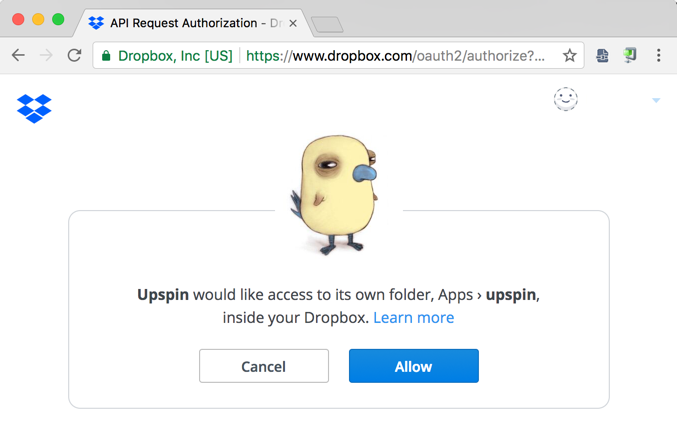 API Request Authorization - Dr
Dropbox, Inc [US] https://www.dropbox.com/oauth2/authorize?...
Upspin would like access to its own folder, Apps › upspin,
inside your Dropbox. Learn more
Cancel Allow